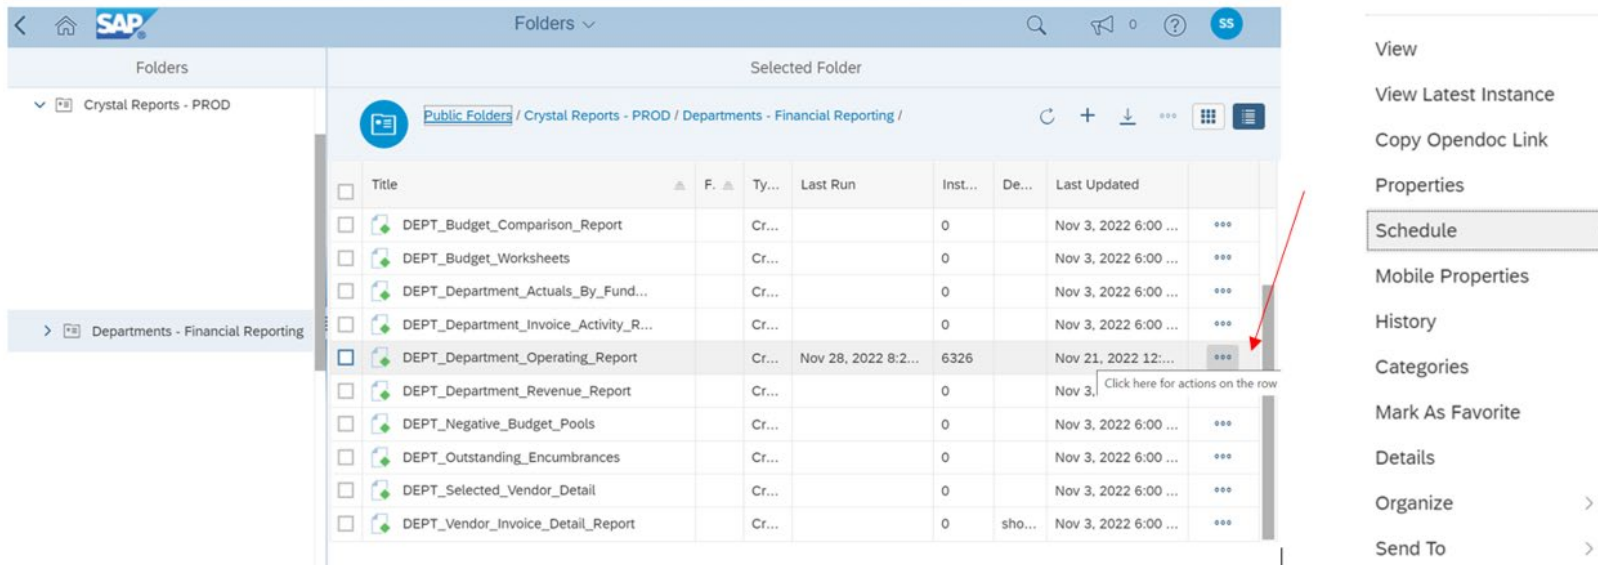 SAP
Folders
0
?
SS
Folders
Selected Folder
Crystal Reports - PROD
Departments - Financial Reporting
Public Folders / Crystal Reports - PROD / Departments - Financial Reporting /
Title F. Ty... Last Run Inst... De... Last Updated
DEPT_Budget_Comparison_Report Cr... 0 Nov 3, 2022 6:00 ...
DEPT_Budget_Worksheets Cr... 0 Nov 3, 2022 6:00 ...
DEPT_Department_Actuals_By_Fund... Cr... 0 Nov 3, 2022 6:00 ...
DEPT_Department_Invoice_Activity_R... Cr... 0 Nov 3, 2022 6:00 ...
DEPT_Department_Operating_Report Cr... Nov 28, 2022 8:2... 6326 Nov 21, 2022 12:...
Click here for actions on the row
DEPT_Department_Revenue_Report Cr... 0 Nov 3,
DEPT_Negative_Budget_Pools Cr... 0 Nov 3, 2022 6:00 ...
DEPT_Outstanding_Encumbrances Cr... 0 Nov 3, 2022 6:00 ...
DEPT_Selected_Vendor_Detail Cr... 0 Nov 3, 2022 6:00 ...
DEPT_Vendor_Invoice_Detail_Report Cr... 0 sho... Nov 3, 2022 6:00 ...
View
View Latest Instance
Copy Opendoc Link
Properties
Schedule
Mobile Properties
History
Categories
Mark As Favorite
Details
Organize
Send To